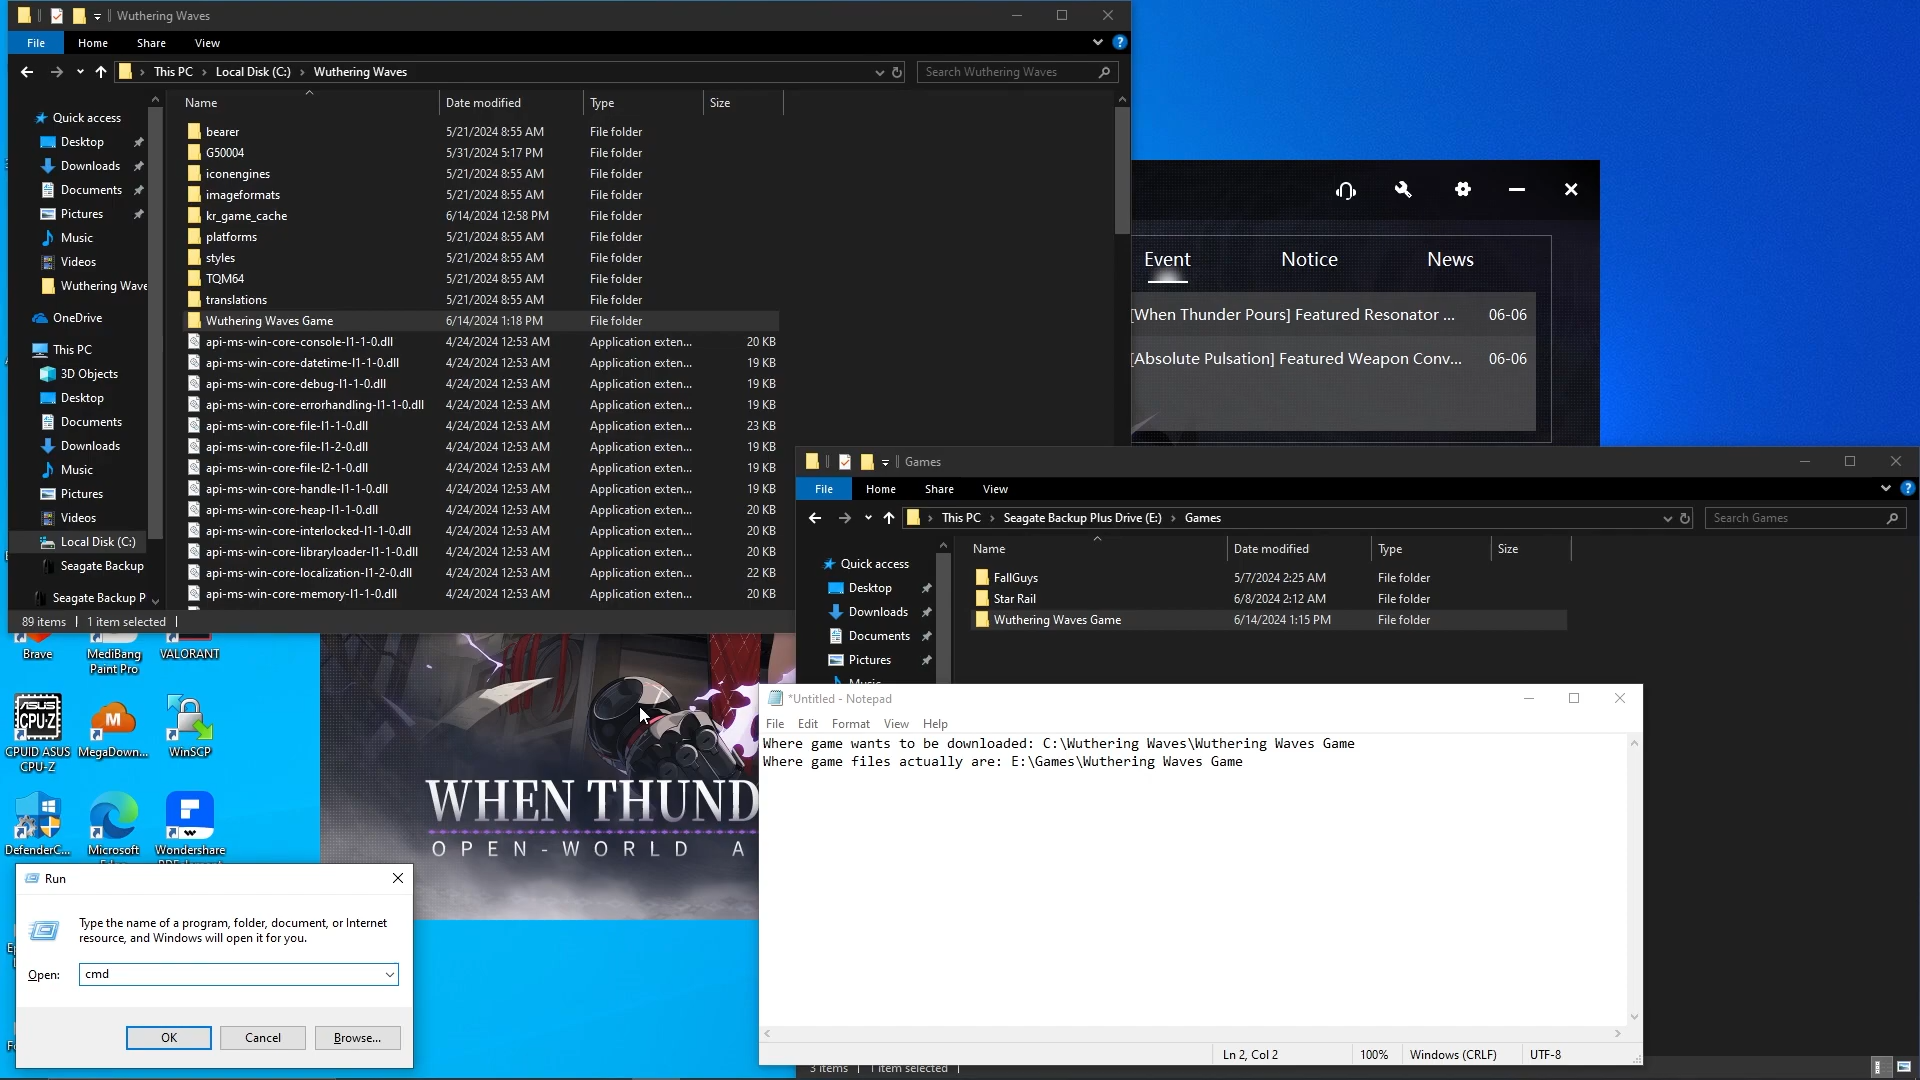 Wuthering Waves
File Home Share View
This PC > Local Disk (C:) > Wuthering Waves
Search Wuthering Waves
Name Date modified Type Size
Quick access
Desktop
Downloads
Documents
Pictures
Music
Videos
Wuthering Wave
OneDrive
This PC
3D Objects
Desktop
Documents
Downloads
Music
Pictures
Videos
Local Disk (C:)
Seagate Backup
Seagate Backup P
bearer 5/21/2024 8:55 AM File folder
G50004 5/31/2024 5:17 PM File folder
iconengines 5/21/2024 8:55 AM File folder
imageformats 5/21/2024 8:55 AM File folder
kr_game_cache 6/14/2024 12:58 PM File folder
platforms 5/21/2024 8:55 AM File folder
styles 5/21/2024 8:55 AM File folder
TQM64 5/21/2024 8:55 AM File folder
translations 5/21/2024 8:55 AM File folder
Wuthering Waves Game 6/14/2024 1:18 PM File folder
api-ms-win-core-console-l1-1-0.dll 4/24/2024 12:53 AM Application exten... 20 KB
api-ms-win-core-datetime-l1-1-0.dll 4/24/2024 12:53 AM Application exten... 19 KB
api-ms-win-core-debug-l1-1-0.dll 4/24/2024 12:53 AM Application exten... 19 KB
api-ms-win-core-errorhandling-l1-1-0.dll 4/24/2024 12:53 AM Application exten... 19 KB
api-ms-win-core-file-l1-1-0.dll 4/24/2024 12:53 AM Application exten... 23 KB
api-ms-win-core-file-l1-2-0.dll 4/24/2024 12:53 AM Application exten... 19 KB
api-ms-win-core-file-l2-1-0.dll 4/24/2024 12:53 AM Application exten... 19 KB
api-ms-win-core-handle-l1-1-0.dll 4/24/2024 12:53 AM Application exten... 19 KB
api-ms-win-core-heap-l1-1-0.dll 4/24/2024 12:53 AM Application exten... 20 KB
api-ms-win-core-interlocked-l1-1-0.dll 4/24/2024 12:53 AM Application exten... 20 KB
api-ms-win-core-libraryloader-l1-1-0.dll 4/24/2024 12:53 AM Application exten... 20 KB
api-ms-win-core-localization-l1-2-0.dll 4/24/2024 12:53 AM Application exten... 22 KB
api-ms-win-core-memory-l1-1-0.dll 4/24/2024 12:53 AM Application exten... 20 KB
89 items | 1 item selected |
Event Notice News
[When Thunder Pours] Featured Resonator ... 06-06
[Absolute Pulsation] Featured Weapon Conv... 06-06
Games
File Home Share View
This PC > Seagate Backup Plus Drive (E:) > Games
Search Games
Name Date modified Type Size
Quick access
Desktop
Downloads
Documents
Pictures
Music
FallGuys 5/7/2024 2:25 AM File folder
Star Rail 6/8/2024 2:12 AM File folder
Wuthering Waves Game 6/14/2024 1:15 PM File folder
3 items | 1 item selected |
*Untitled - Notepad
File Edit Format View Help
Where game wants to be downloaded: C:\Wuthering Waves\Wuthering Waves Game
Where game files actually are: E:\Games\Wuthering Waves Game
Ln 2, Col 2 100% Windows (CRLF) UTF-8
Brave
MediBang Paint Pro
VALORANT
ASUS CPU-Z
CPUID ASUS CPU-Z
MegaDown...
WinSCP
DefenderC...
Microsoft
Wondershare
WHEN THUND
OPEN-WORLD A
Run
Type the name of a program, folder, document, or Internet
resource, and Windows will open it for you.
Open: cmd
OK Cancel Browse...